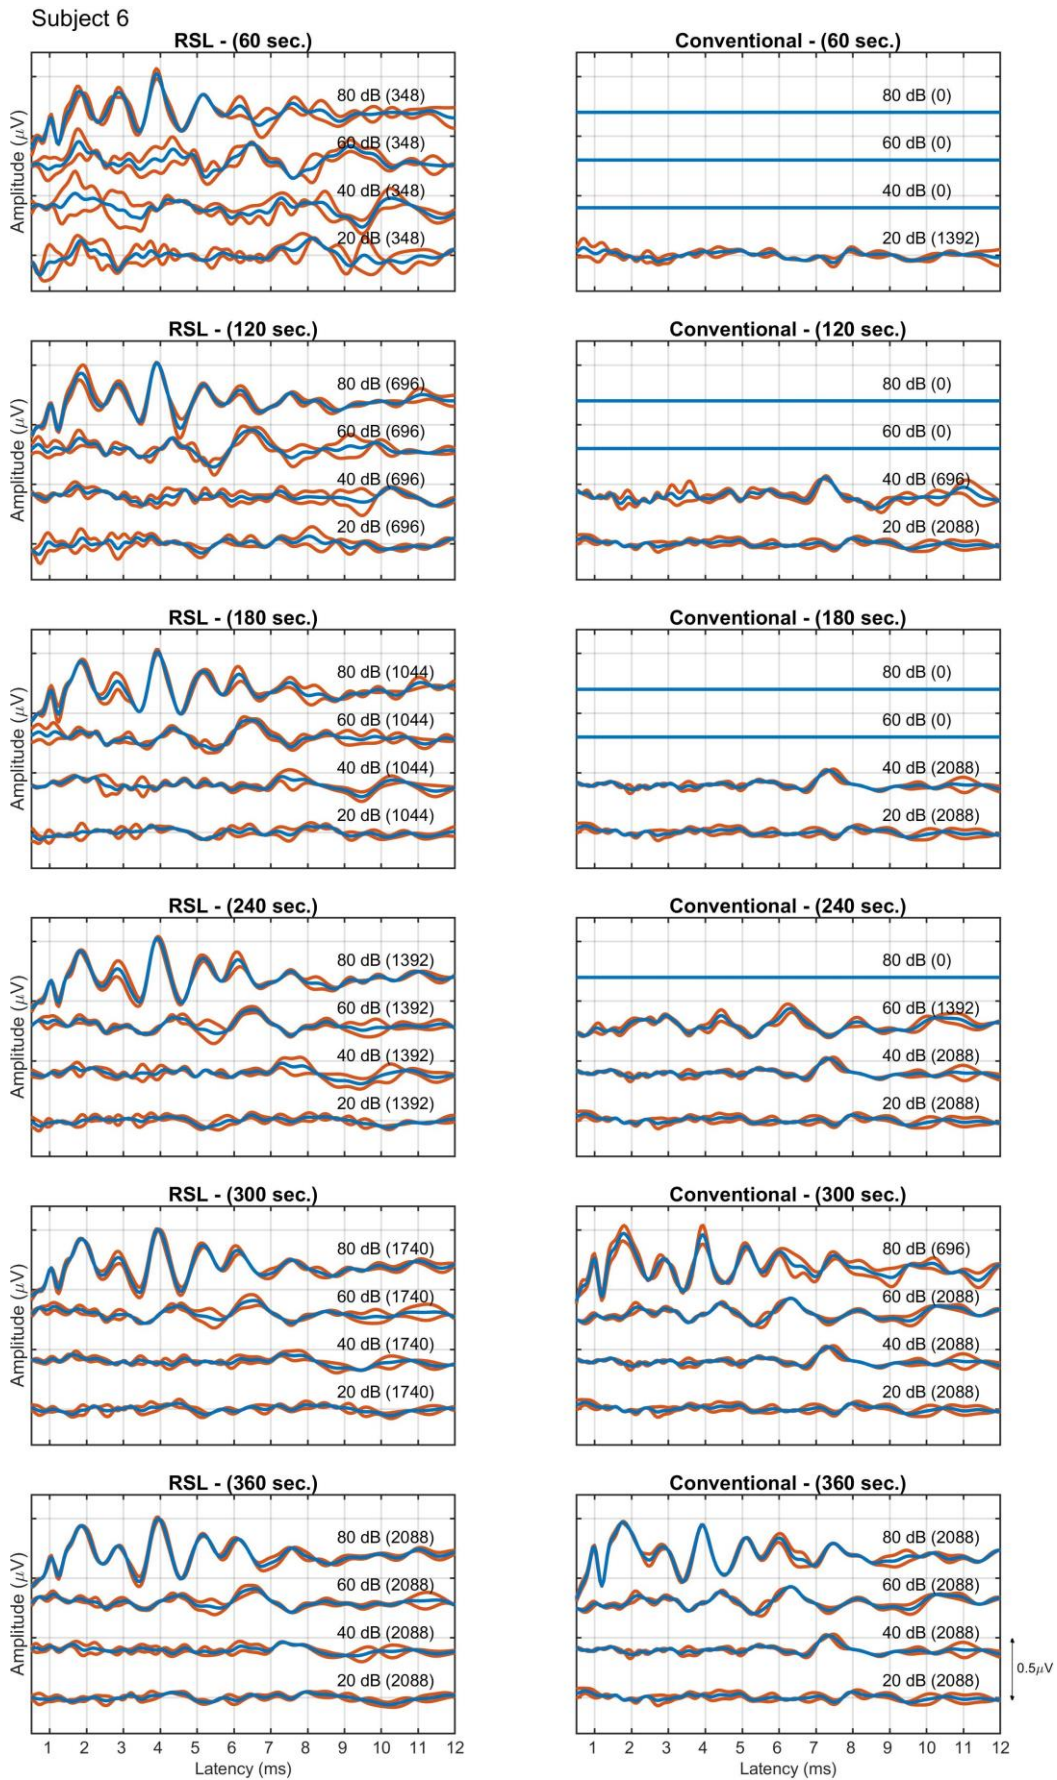 Subject 6
RSL - (60 sec.)
Conventional - (60 sec.)
Amplitude (μV)
80 dB (348)
60 dB (348)
40 dB (348)
20 dB (348)
80 dB (0)
60 dB (0)
40 dB (0)
20 dB (1392)
RSL - (120 sec.)
Conventional - (120 sec.)
Amplitude (μV)
80 dB (696)
60 dB (696)
40 dB (696)
20 dB (696)
80 dB (0)
60 dB (0)
40 dB (696)
20 dB (2088)
RSL - (180 sec.)
Conventional - (180 sec.)
Amplitude (μV)
80 dB (1044)
60 dB (1044)
40 dB (1044)
20 dB (1044)
80 dB (0)
60 dB (0)
40 dB (2088)
20 dB (2088)
RSL - (240 sec.)
Conventional - (240 sec.)
Amplitude (μV)
80 dB (1392)
60 dB (1392)
40 dB (1392)
20 dB (1392)
80 dB (0)
60 dB (1392)
40 dB (2088)
20 dB (2088)
RSL - (300 sec.)
Conventional - (300 sec.)
Amplitude (μV)
80 dB (1740)
60 dB (1740)
40 dB (1740)
20 dB (1740)
80 dB (696)
60 dB (2088)
40 dB (2088)
20 dB (2088)
RSL - (360 sec.)
Conventional - (360 sec.)
Amplitude (μV)
80 dB (2088)
60 dB (2088)
40 dB (2088)
20 dB (2088)
80 dB (2088)
60 dB (2088)
40 dB (2088)
20 dB (2088)
0.5μV
1 2 3 4 5 6 7 8 9 10 11 12
Latency (ms)
1 2 3 4 5 6 7 8 9 10 11 12
Latency (ms)